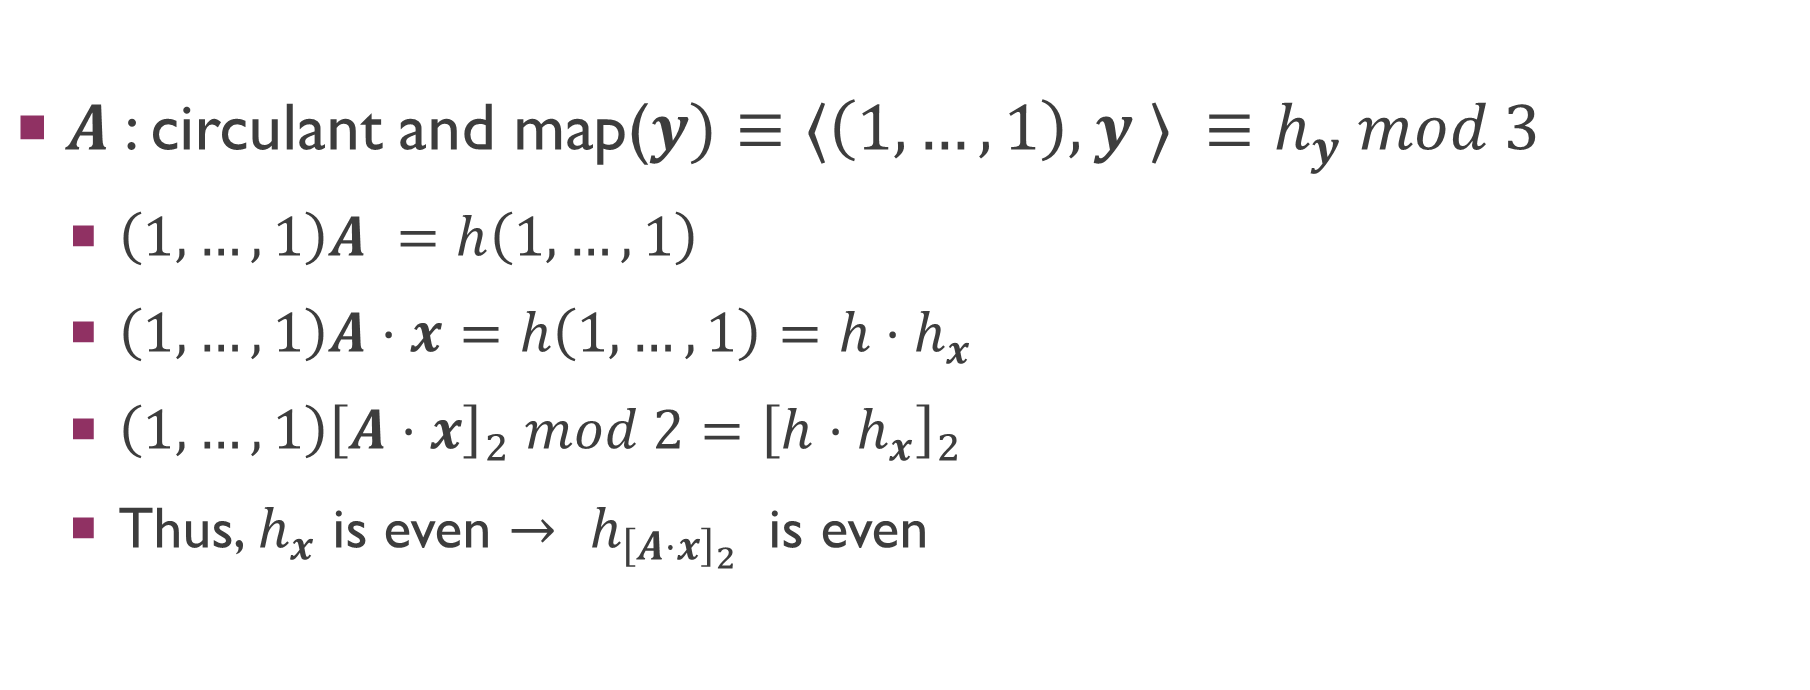 ▪ A : circulant and map(y) ≡ ⟨(1, … , 1), y ⟩ ≡ h_y mod 3
▪ (1, … , 1)A = h(1, … , 1)
▪ (1, … , 1)A · x = h(1, … , 1) = h · h_x
▪ (1, … , 1)[A · x]_2 mod 2 = [h · h_x]_2
▪ Thus, h_x is even → h_{[A·x]_2} is even